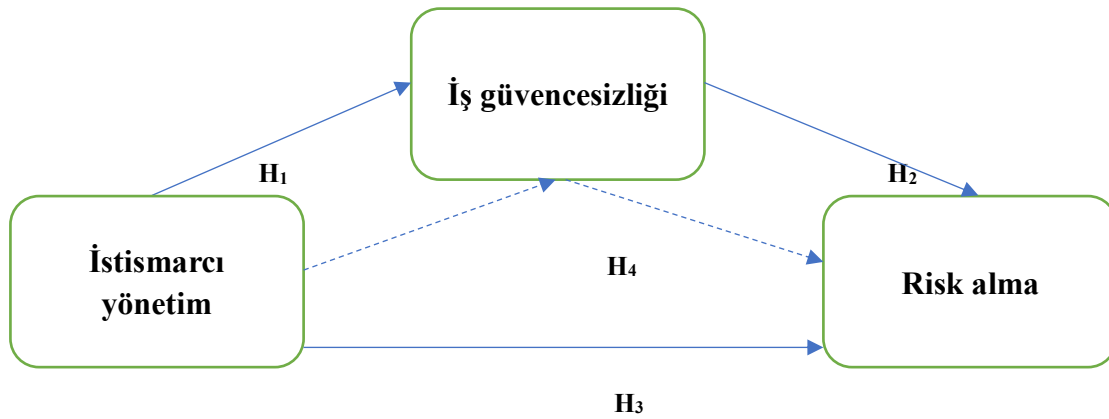 İş güvencesizliği
H₁
H₂
İstismarcı
yönetim
H₄
Risk alma
H₃